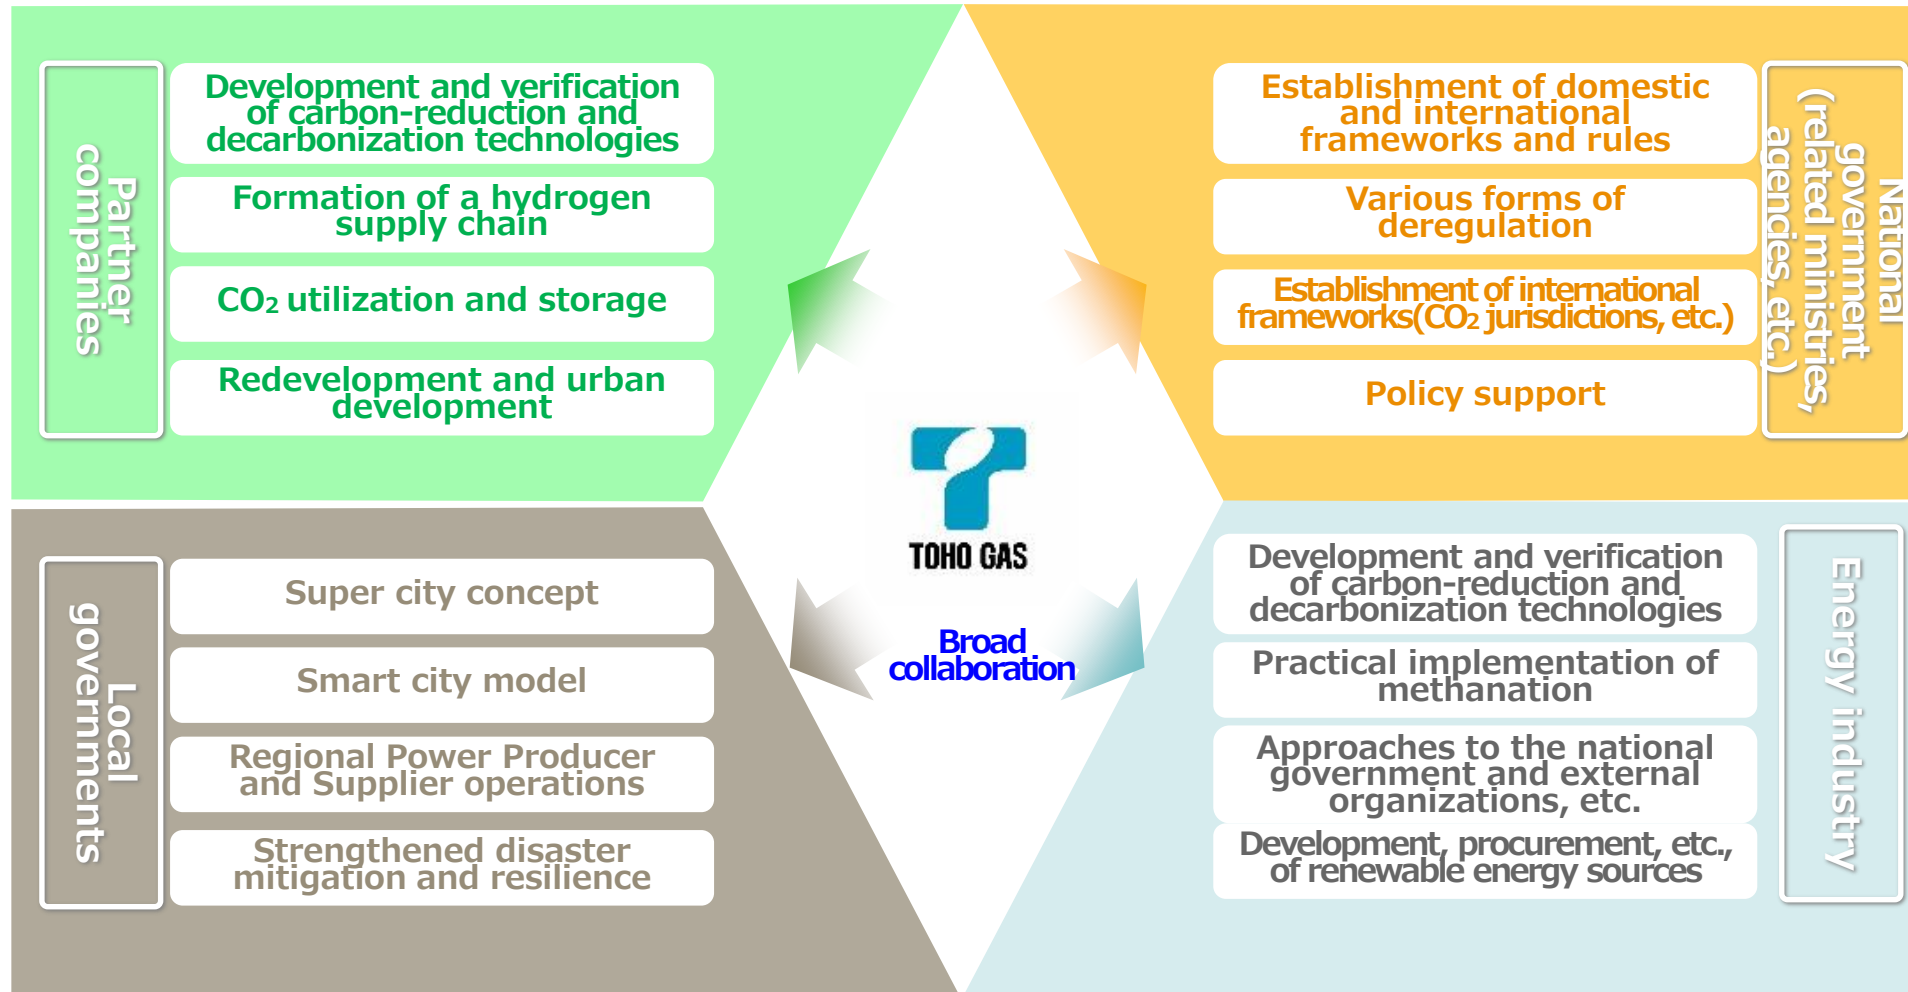 Partner
companies
Development and verification
of carbon-reduction and
decarbonization technologies
Formation of a hydrogen
supply chain
CO₂ utilization and storage
Redevelopment and urban
development
National
government
(related ministries,
agencies, etc.)
Establishment of domestic
and international
frameworks and rules
Various forms of
deregulation
Establishment of international
frameworks(CO₂ jurisdictions, etc.)
Policy support
TOHO GAS
Broad
collaboration
Local
governments
Super city concept
Smart city model
Regional Power Producer
and Supplier operations
Strengthened disaster
mitigation and resilience
Energy industry
Development and verification
of carbon-reduction and
decarbonization technologies
Practical implementation of
methanation
Approaches to the national
government and external
organizations, etc.
Development, procurement, etc.,
of renewable energy sources